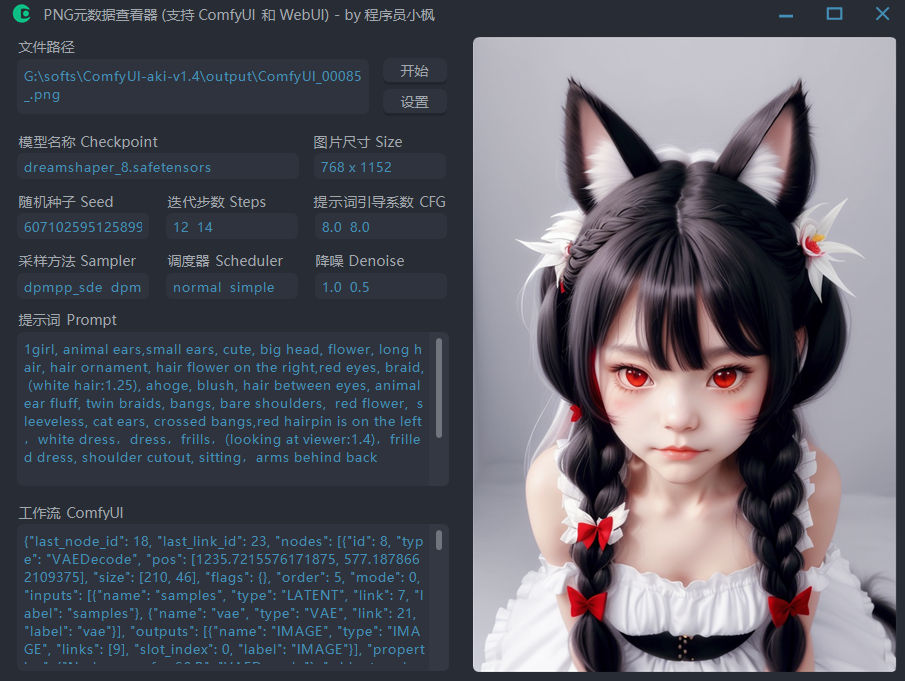 PNG元数据查看器 (支持 ComfyUI 和 WebUI) - by 程序员小枫
文件路径
G:\softs\ComfyUI-aki-v1.4\output\ComfyUI_00085
_.png
开始
设置
模型名称 Checkpoint
图片尺寸 Size
dreamshaper_8.safetensors
768 x 1152
随机种子 Seed
迭代步数 Steps
提示词引导系数 CFG
607102595125899
12 14
8.0 8.0
采样方法 Sampler
调度器 Scheduler
降噪 Denoise
dpmpp_sde dpm
normal simple
1.0 0.5
提示词 Prompt
1girl, animal ears,small ears, cute, big head, flower, long h
air, hair ornament, hair flower on the right,red eyes, braid,
(white hair:1.25), ahoge, blush, hair between eyes, animal
ear fluff, twin braids, bangs, bare shoulders, red flower, s
leeveless, cat ears, crossed bangs,red hairpin is on the left
，white dress，dress，frills，(looking at viewer:1.4)，frille
d dress, shoulder cutout, sitting，arms behind back
工作流 ComfyUI
{"last_node_id": 18, "last_link_id": 23, "nodes": [{"id": 8, "typ
e": "VAEDecode", "pos": [1235.7215576171875, 577.187866
2109375], "size": [210, 46], "flags": {}, "order": 5, "mode": 0,
"inputs": [{"name": "samples", "type": "LATENT", "link": 7, "l
abel": "samples"}, {"name": "vae", "type": "VAE", "link": 21,
"label": "vae"}], "outputs": [{"name": "IMAGE", "type": "IMA
GE", "links": [9], "slot_index": 0, "label": "IMAGE"}], "propert